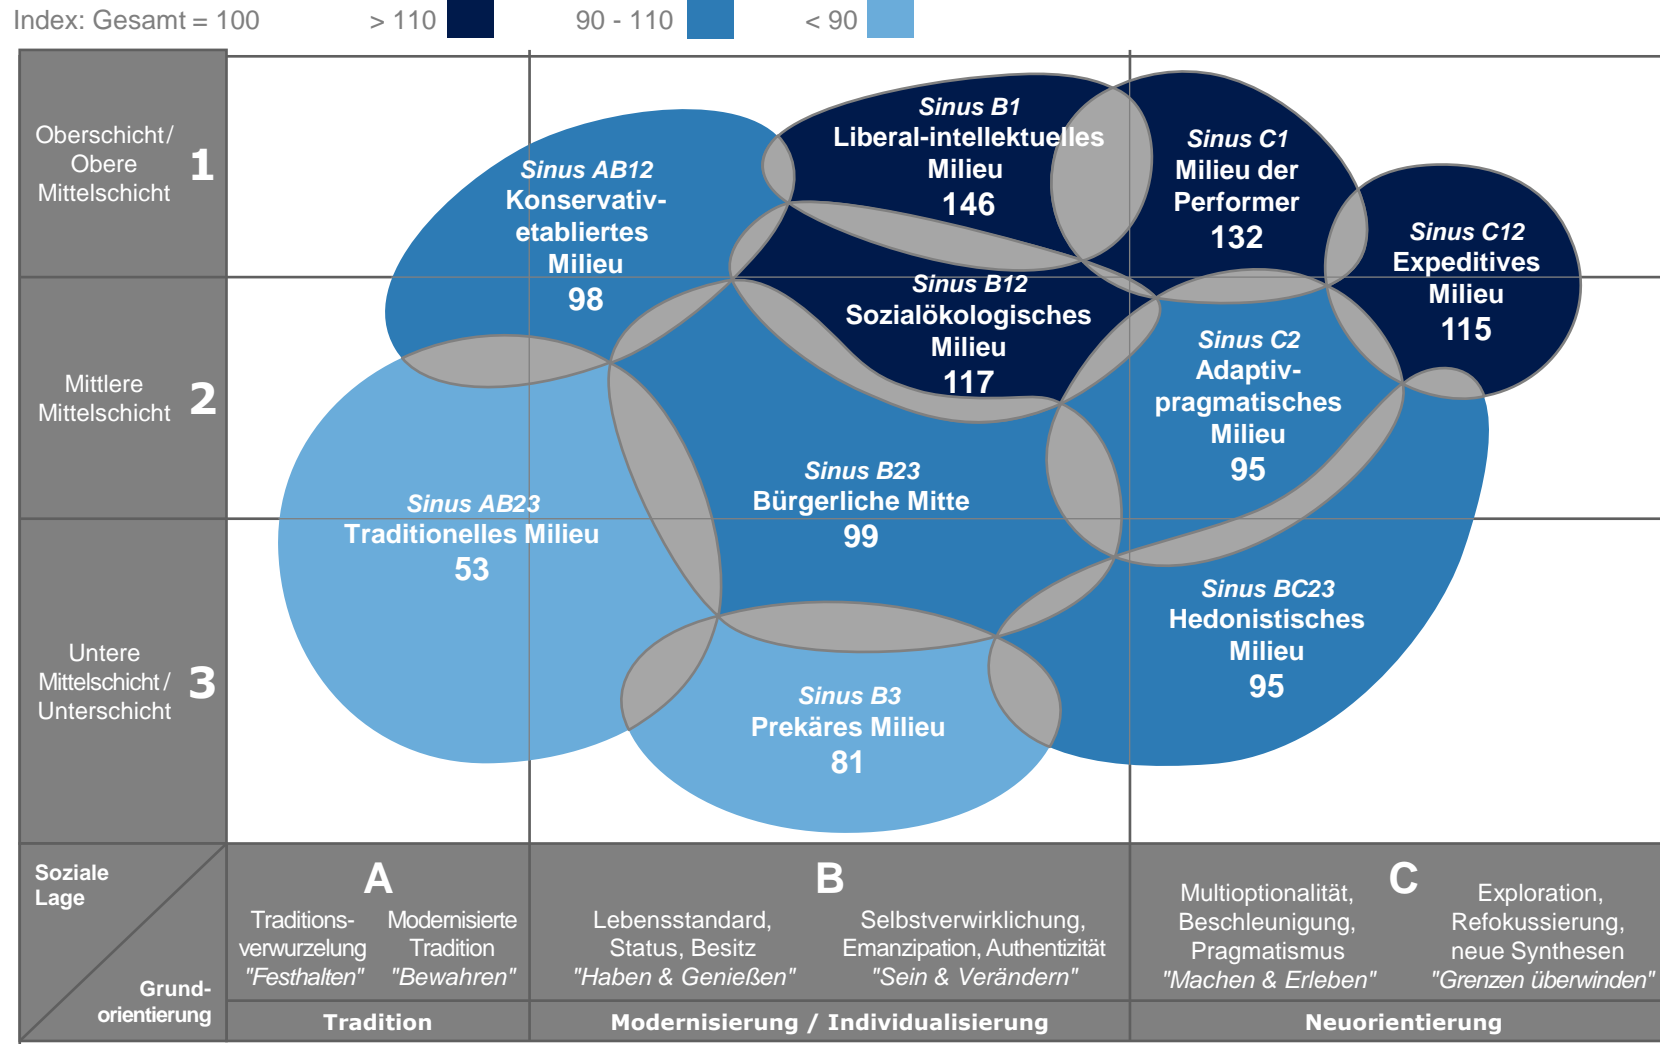 Index: Gesamt = 100 > 110 90 - 110 < 90
Oberschicht/
Obere
Mittelschicht
1
Mittlere
Mittelschicht
2
Untere
Mittelschicht /
Unterschicht
3
Sinus AB12
Konservativ-
etabliertes
Milieu
98
Sinus B1
Liberal-intellektuelles
Milieu
146
Sinus C1
Milieu der
Performer
132
Sinus C12
Expeditives
Milieu
115
Sinus B12
Sozialökologisches
Milieu
117
Sinus C2
Adaptiv-
pragmatisches
Milieu
95
Sinus AB23
Traditionelles Milieu
53
Sinus B23
Bürgerliche Mitte
99
Sinus BC23
Hedonistisches
Milieu
95
Sinus B3
Prekäres Milieu
81
Soziale
Lage
Grund-
orientierung
A
Traditions-
verwurzelung
"Festhalten"
Modernisierte
Tradition
"Bewahren"
Tradition
B
Lebensstandard,
Status, Besitz
"Haben & Genießen"
Selbstverwirklichung,
Emanzipation, Authentizität
"Sein & Verändern"
Modernisierung / Individualisierung
C
Multioptionalität,
Beschleunigung,
Pragmatismus
"Machen & Erleben"
Exploration,
Refokussierung,
neue Synthesen
"Grenzen überwinden"
Neuorientierung